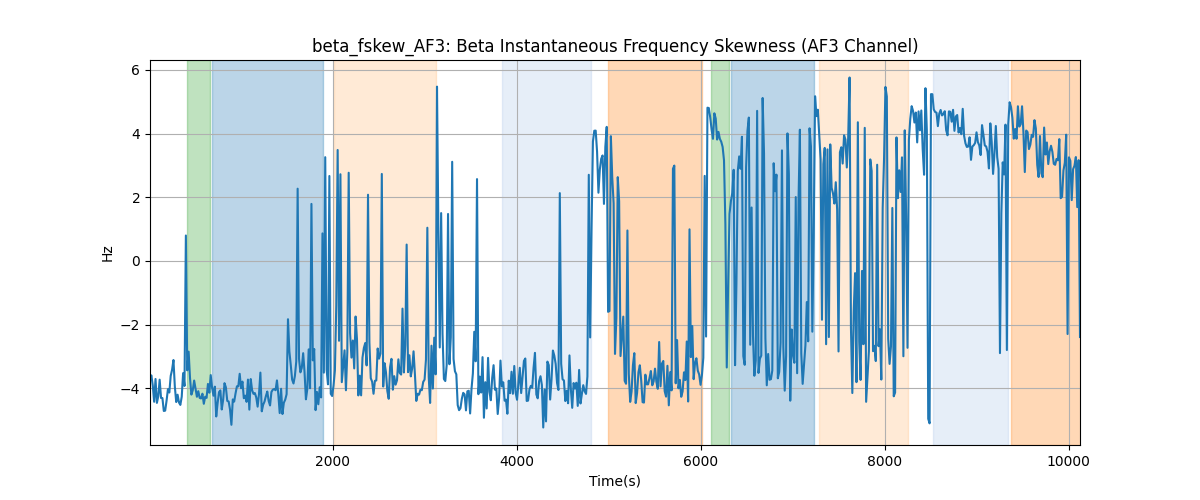 beta_fskew_AF3: Beta Instantaneous Frequency Skewness (AF3 Channel)
6
4
2
0
−2
−4
Hz
2000 4000 6000 8000 10000
Time(s)